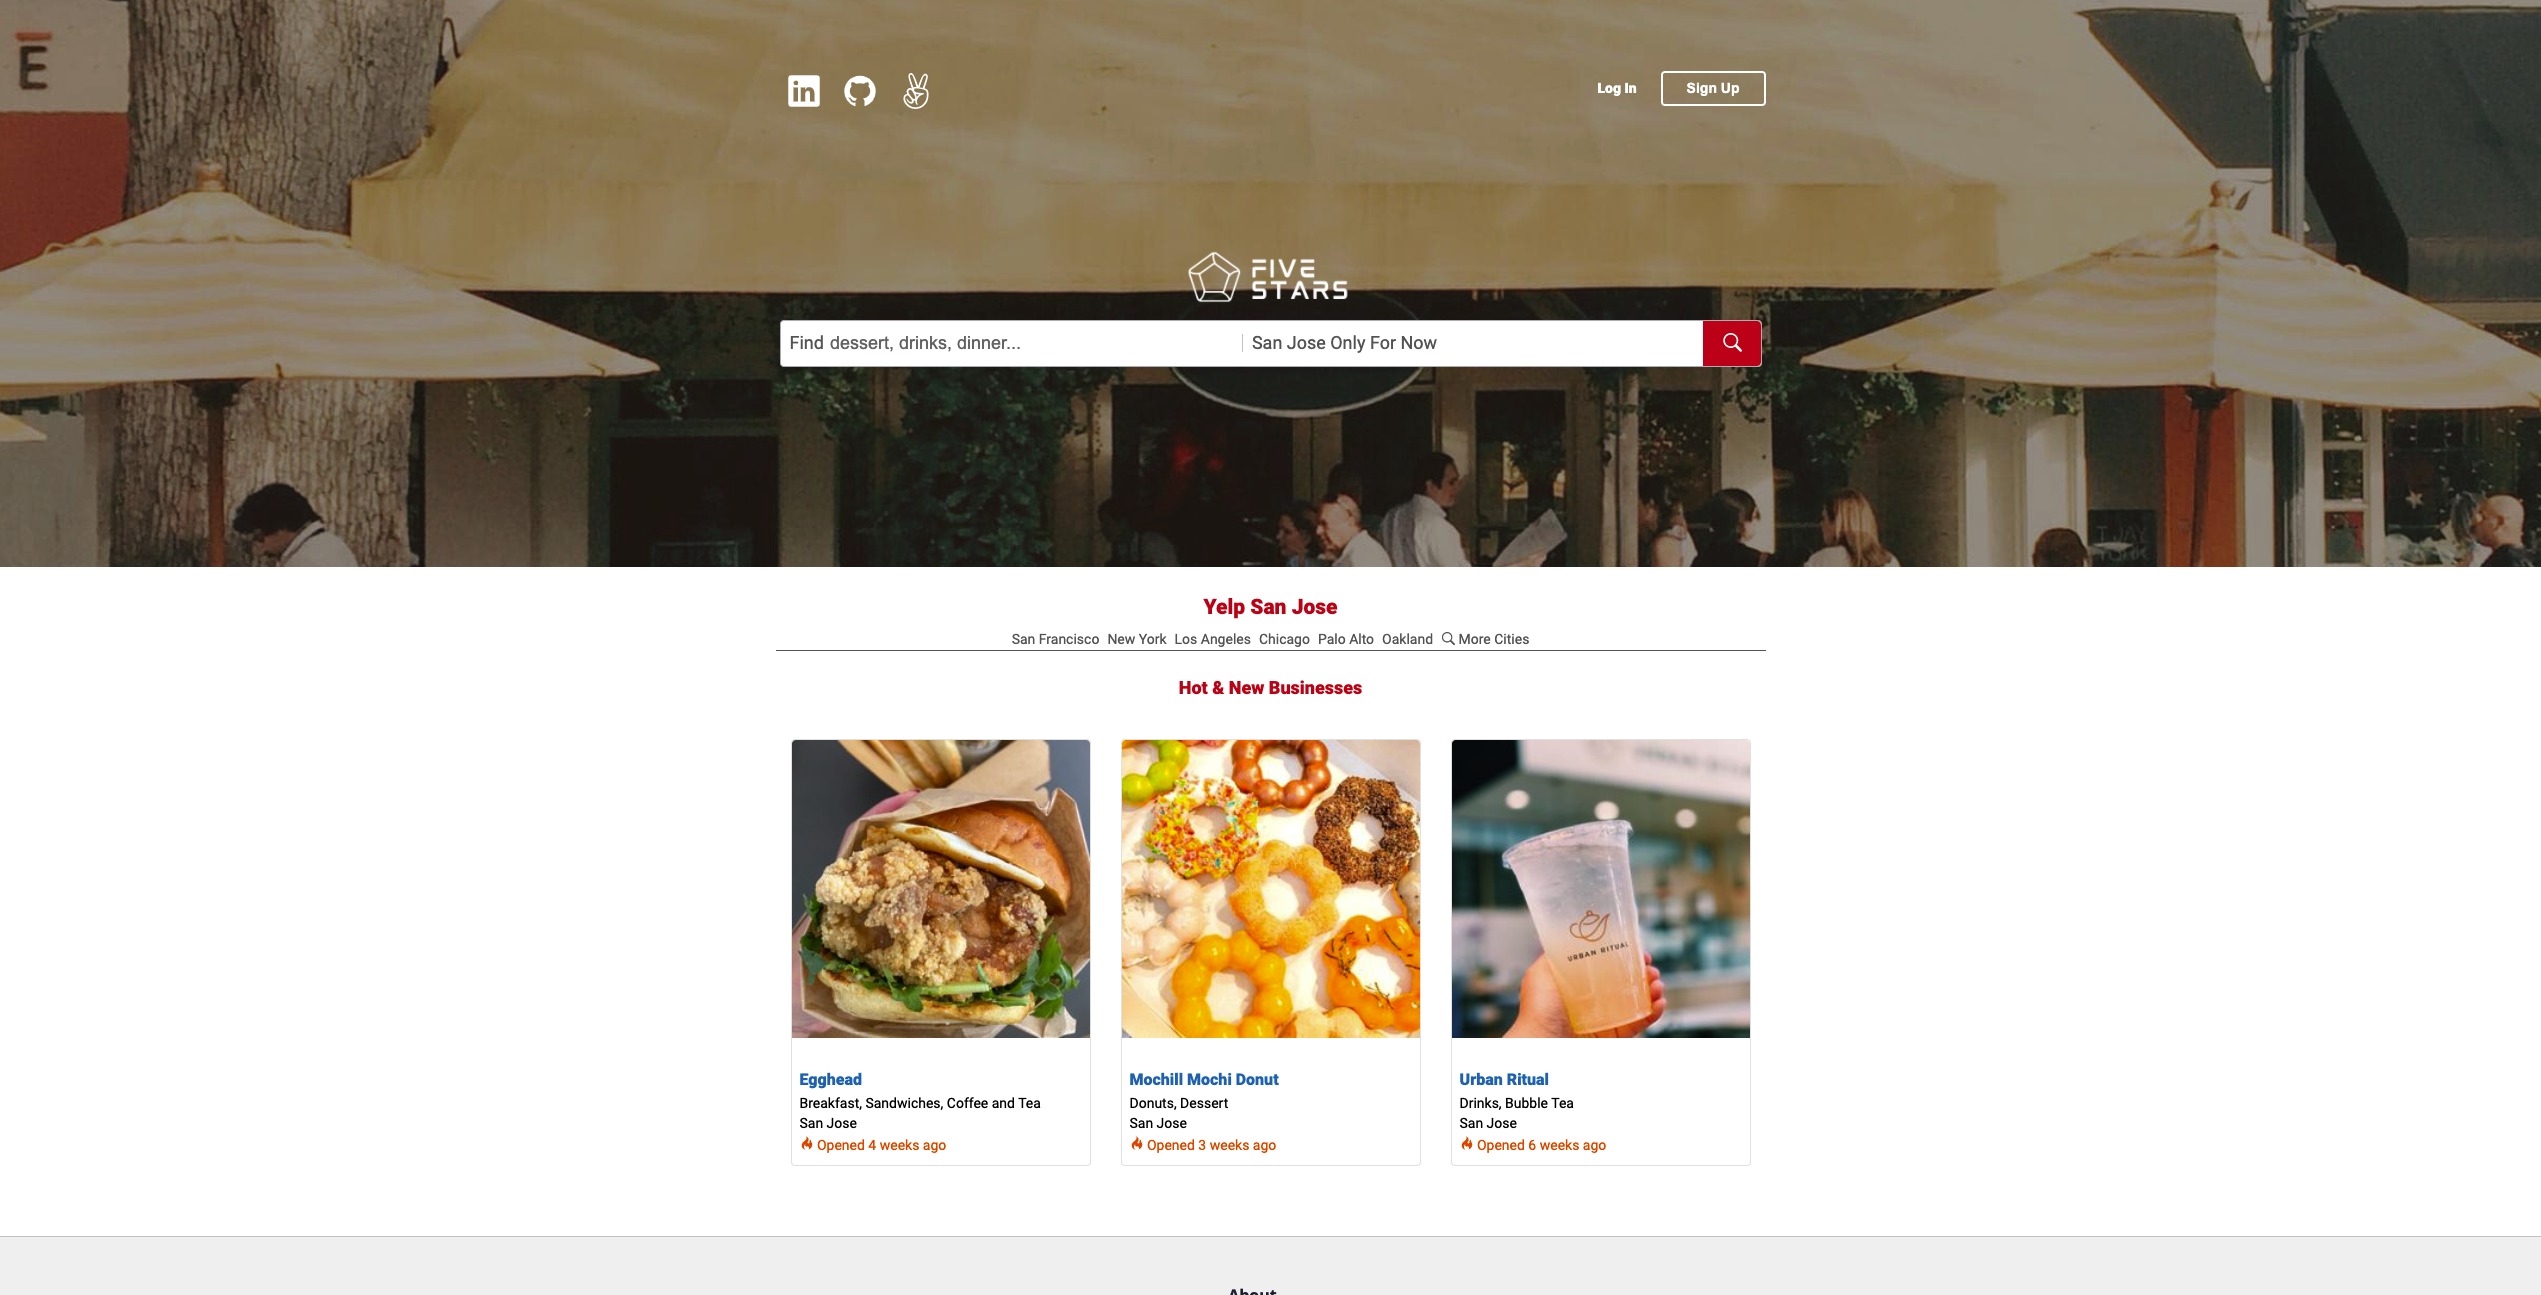 E
Log In
Sign Up
FIVE
STARS
Find dessert, drinks, dinner...
San Jose Only For Now
Yelp San Jose
San Francisco New York Los Angeles Chicago Palo Alto Oakland More Cities
Hot & New Businesses
URBAN RITUAL
Egghead
Breakfast, Sandwiches, Coffee and Tea
San Jose
Opened 4 weeks ago
Mochill Mochi Donut
Donuts, Dessert
San Jose
Opened 3 weeks ago
Urban Ritual
Drinks, Bubble Tea
San Jose
Opened 6 weeks ago
About